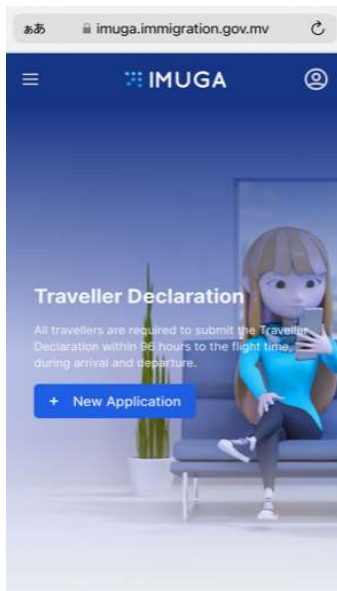 ぁあ imuga.immigration.gov.mv
IMUGA
Traveller Declaration
All travellers are required to submit the Traveller
Declaration within 96 hours to the flight time,
during arrival and departure.
+ New Application